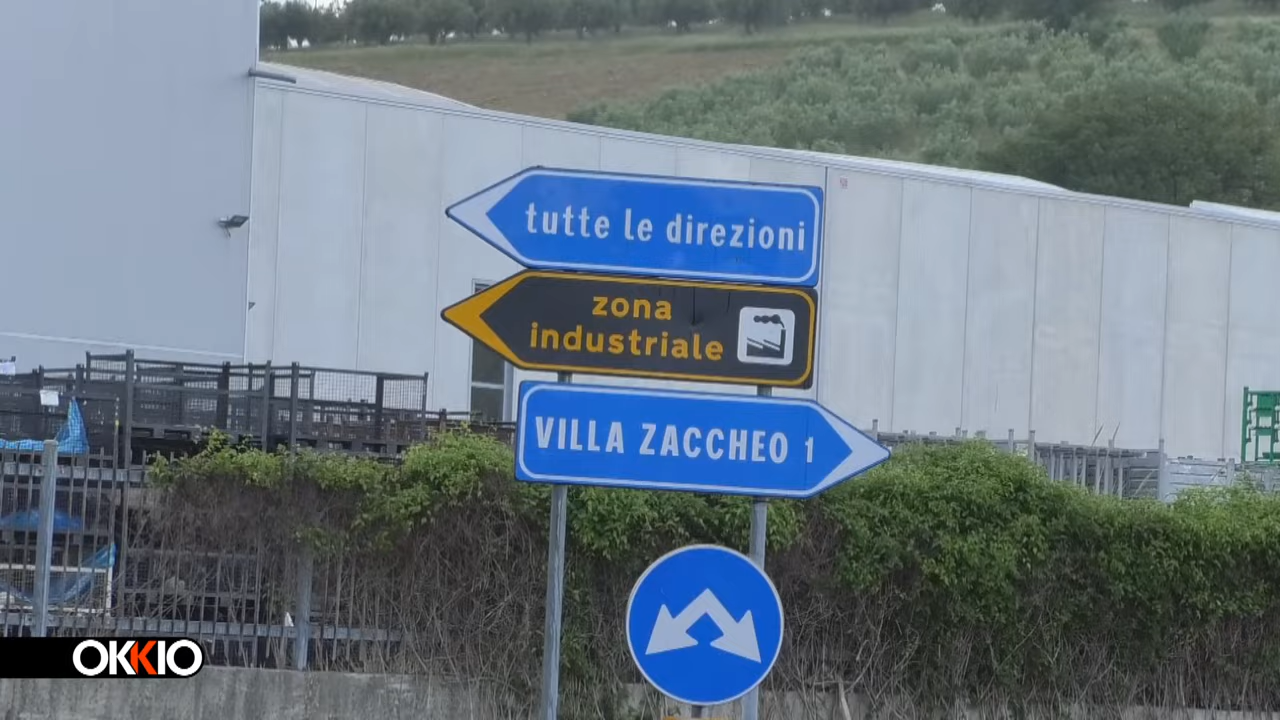 tutte le direzioni
zona
industriale
VILLA ZACCHEO 1
OKKIO